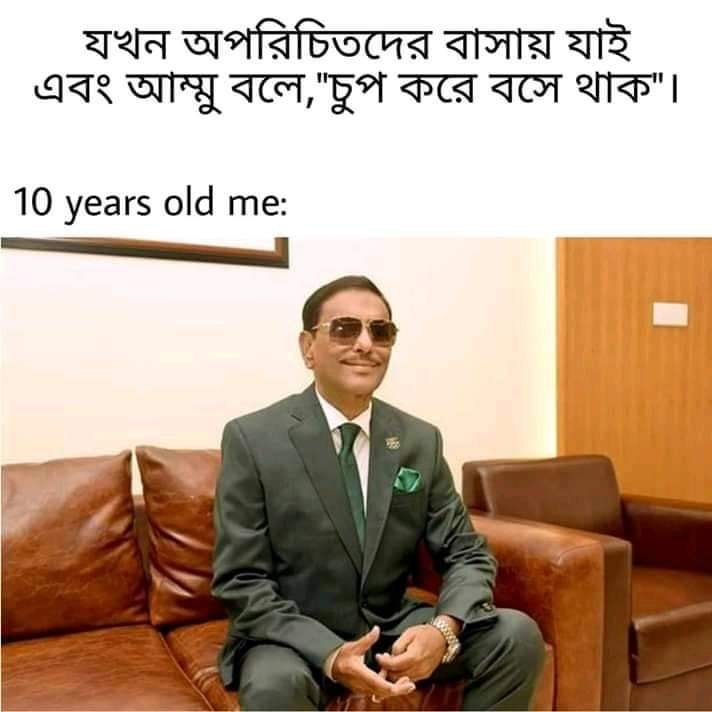 যখন অপরিচিতদের বাসায় যাই
এবং আম্মু বলে,"চুপ করে বসে থাক"।
10 years old me: